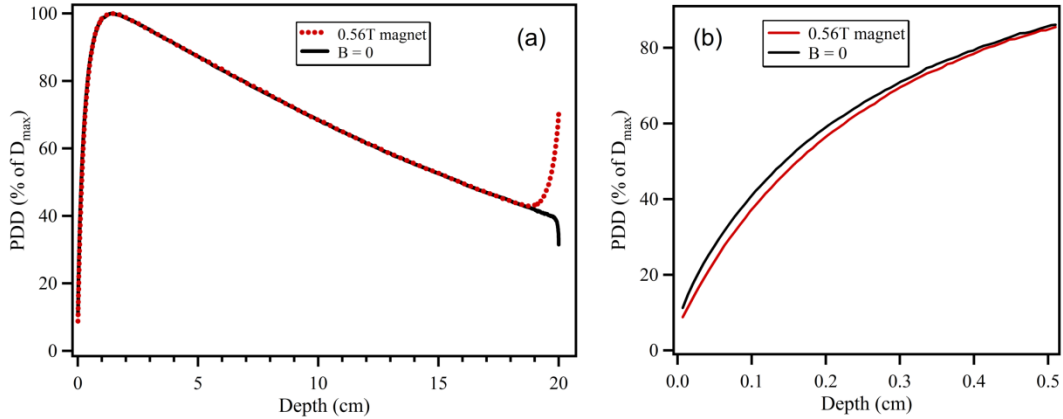 0.56T magnet
B = 0
(a)
PDD (% of Dmax)
100
80
60
40
20
0
0
5
10
15
20
Depth (cm)
0.56T magnet
B = 0
(b)
PDD (% of Dmax)
80
60
40
20
0
0.0
0.1
0.2
0.3
0.4
0.5
Depth (cm)